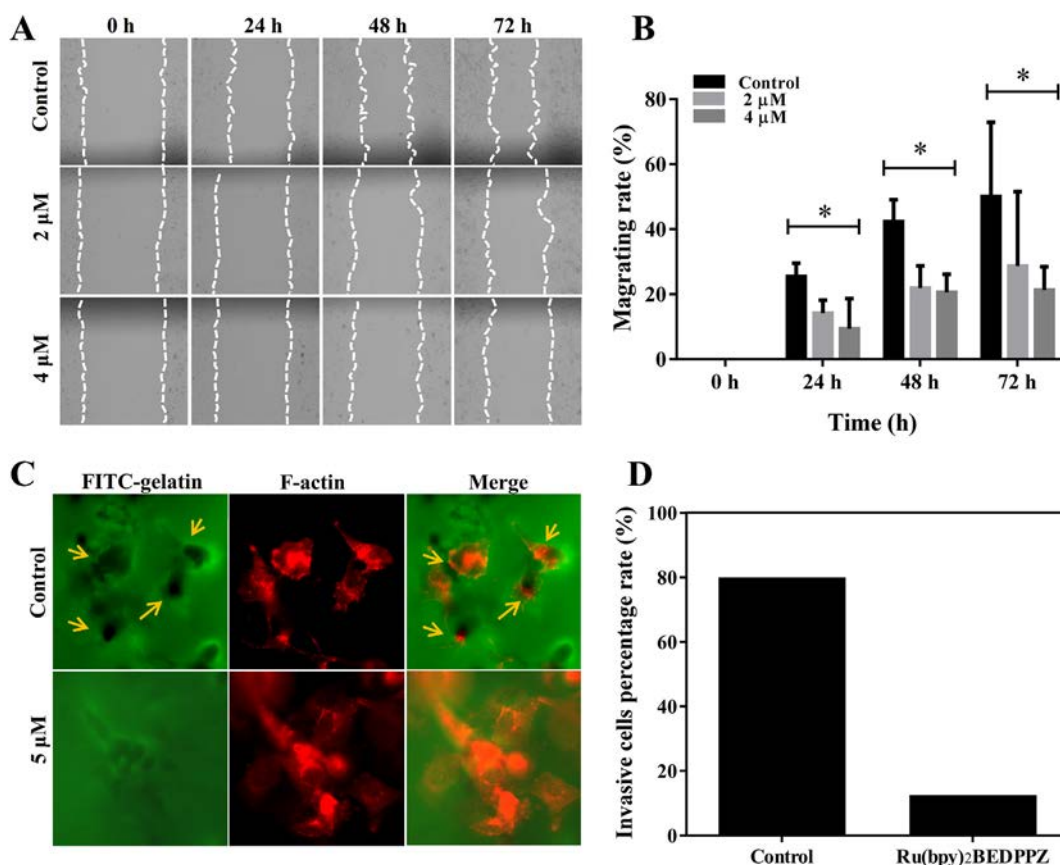 A
0 h 24 h 48 h 72 h
Control
2 μM
4 μM
B
Control
2 μM
4 μM
*
*
*
Magrating rate (%)
80
60
40
20
0
0 h 24 h 48 h 72 h
Time (h)
C
FITC-gelatin F-actin Merge
Control
5 μM
D
Invasive cells percentage rate (%)
100
80
60
40
20
0
Control Ru(bpy)₂BEDPPZ